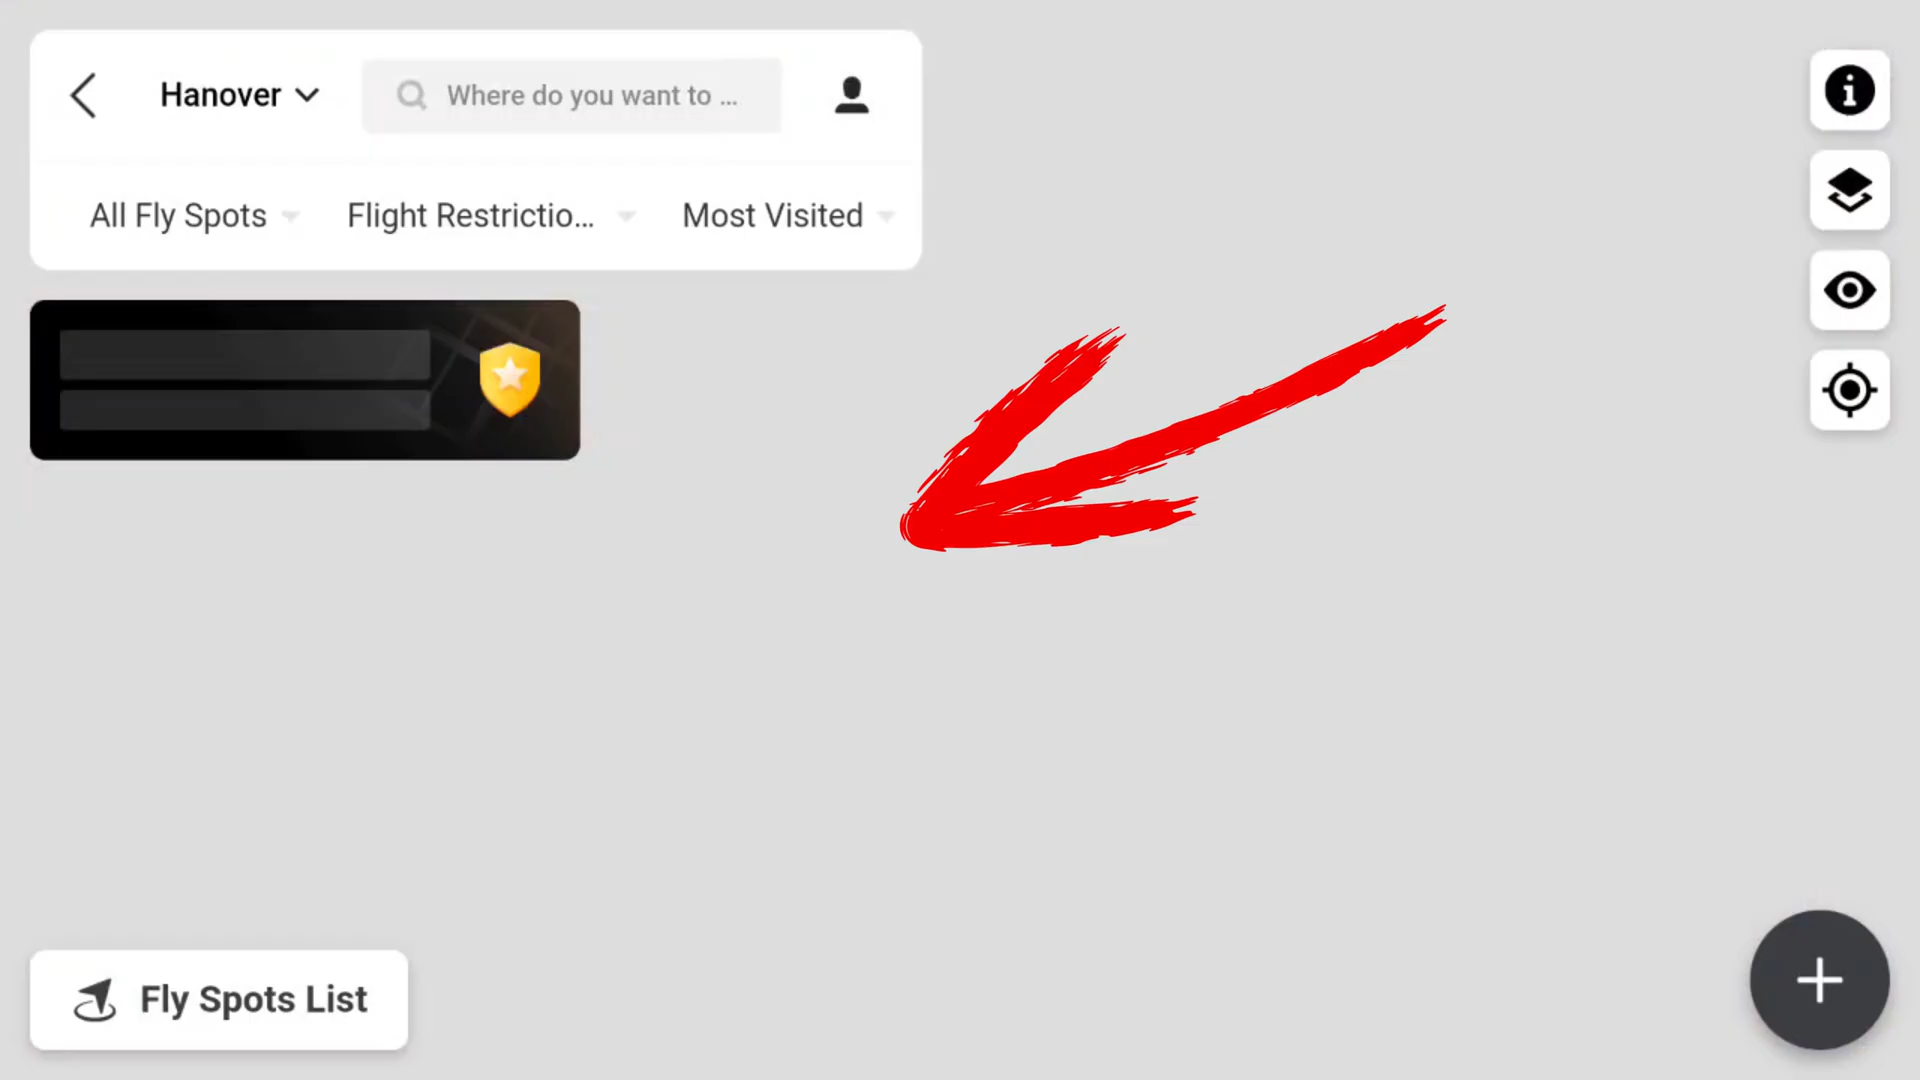 Hanover
Where do you want to ...
All Fly Spots
Flight Restrictio...
Most Visited
Fly Spots List